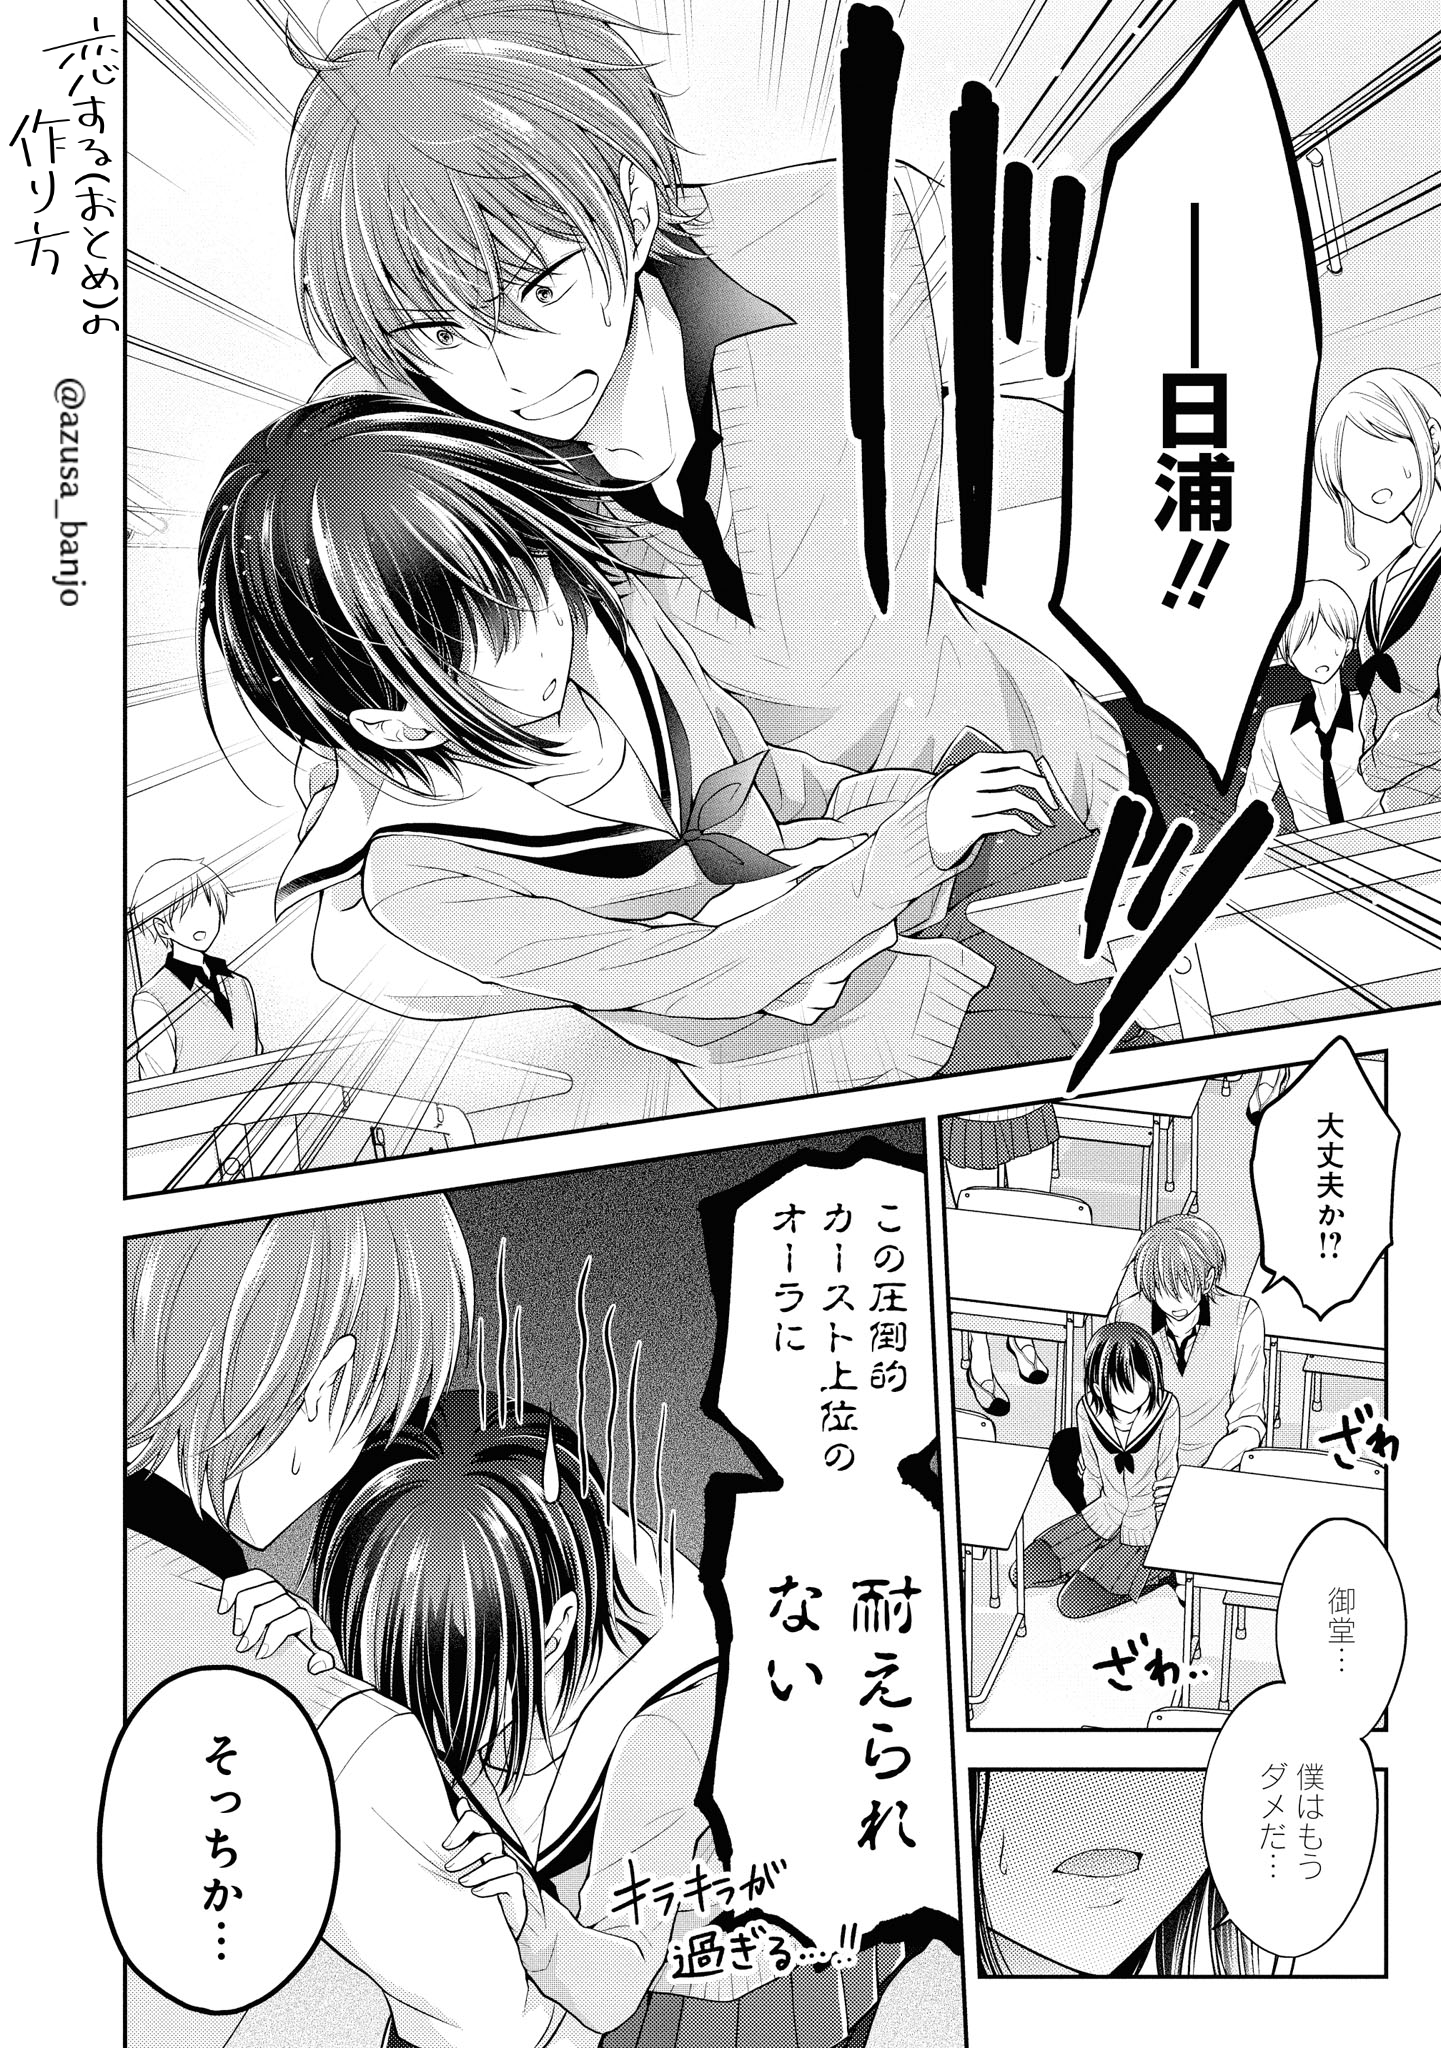 ――日浦!!
大丈夫か!?
ざわ
御堂…
僕はもう
ダメだ…
ざわ‥
この圧倒的
カースト上位の
オーラに
耐えられ
ない
キラキラが
過ぎる…‥!!
そっちか…
恋する(おとめ)の
作り方
@azusa_banjo